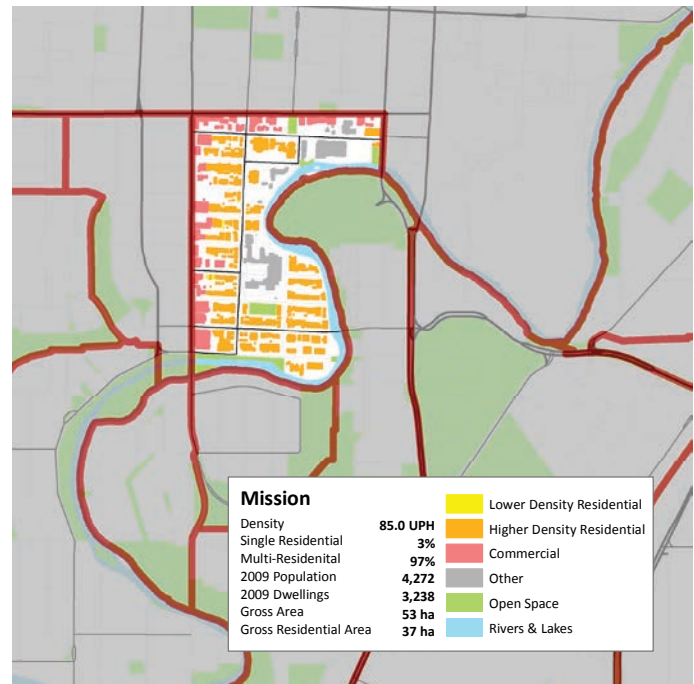 Mission
Density 85.0 UPH
Single Residential 3%
Multi-Residenital 97%
2009 Population 4,272
2009 Dwellings 3,238
Gross Area 53 ha
Gross Residential Area 37 ha
Lower Density Residential
Higher Density Residential
Commercial
Other
Open Space
Rivers & Lakes